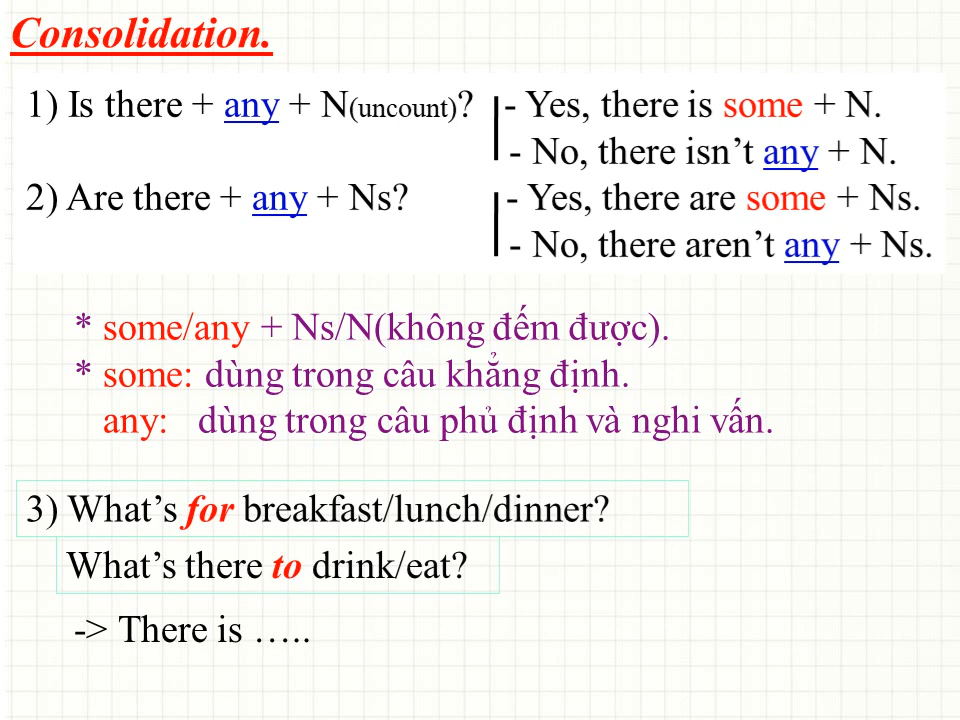 Consolidation.
1) Is there + any + N(uncount)? - Yes, there is some + N.
- No, there isn’t any + N.
2) Are there + any + Ns? - Yes, there are some + Ns.
- No, there aren’t any + Ns.
* some/any + Ns/N(không đếm được).
* some: dùng trong câu khẳng định.
any: dùng trong câu phủ định và nghi vấn.
3) What’s for breakfast/lunch/dinner?
What’s there to drink/eat?
-> There is …..